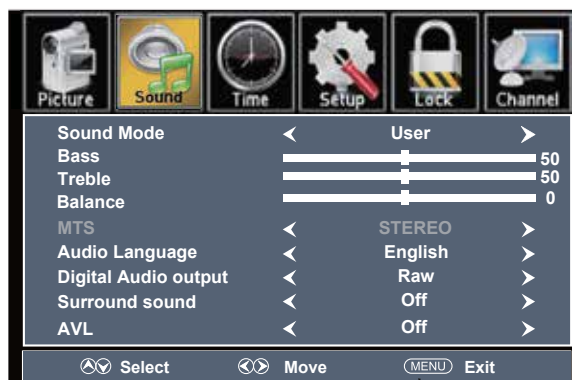 Picture Sound Time Setup Lock Channel
Sound Mode User
Bass 50
Treble 50
Balance 0
MTS STEREO
Audio Language English
Digital Audio output Raw
Surround sound Off
AVL Off
Select Move MENU Exit